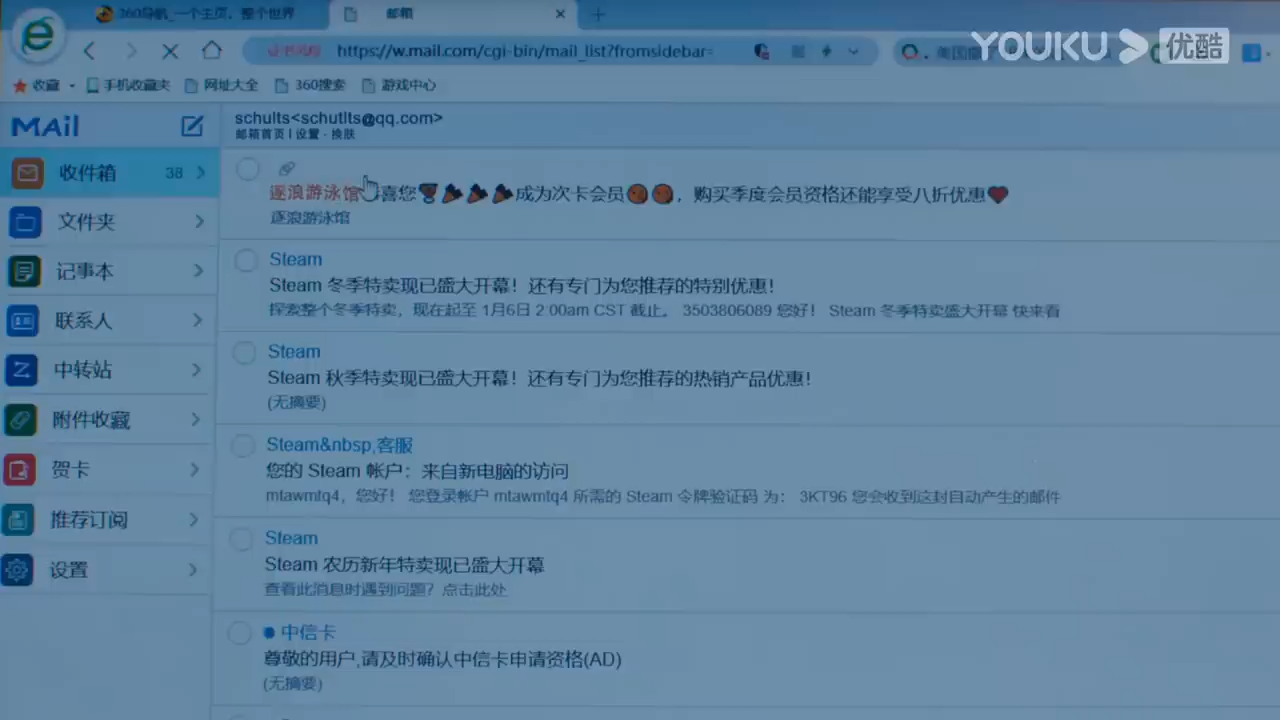 360导航_一个主页，整个世界
邮箱
https://w.mail.com/cgi-bin/mail_list?fromsidebar=
YOUKU 优酷
收藏
手机收藏夹
网址大全
360搜索
游戏中心
MAil
schults<schutlts@qq.com>
邮箱首页 | 设置 - 换肤
收件箱 38
文件夹
记事本
联系人
中转站
附件收藏
贺卡
推荐订阅
设置
逐浪游泳馆 喜您🏆🎉🎉🎉成为次卡会员😊😊，购买季度会员资格还能享受八折优惠❤
逐浪游泳馆
Steam
Steam 冬季特卖现已盛大开幕！还有专门为您推荐的特别优惠！
探索整个冬季特卖，现在起至 1月6日 2:00am CST 截止。 3503806089 您好！ Steam 冬季特卖盛大开幕 快来看
Steam
Steam 秋季特卖现已盛大开幕！还有专门为您推荐的热销产品优惠！
(无摘要)
Steam&nbsp,客服
您的 Steam 帐户：来自新电脑的访问
mtawmtq4，您好！ 您登录帐户 mtawmtq4 所需的 Steam 令牌验证码 为： 3KT96 您会收到这封自动产生的邮件
Steam
Steam 农历新年特卖现已盛大开幕
查看此消息时遇到问题？点击此处
中信卡
尊敬的用户,请及时确认中信卡申请资格(AD)
(无摘要)